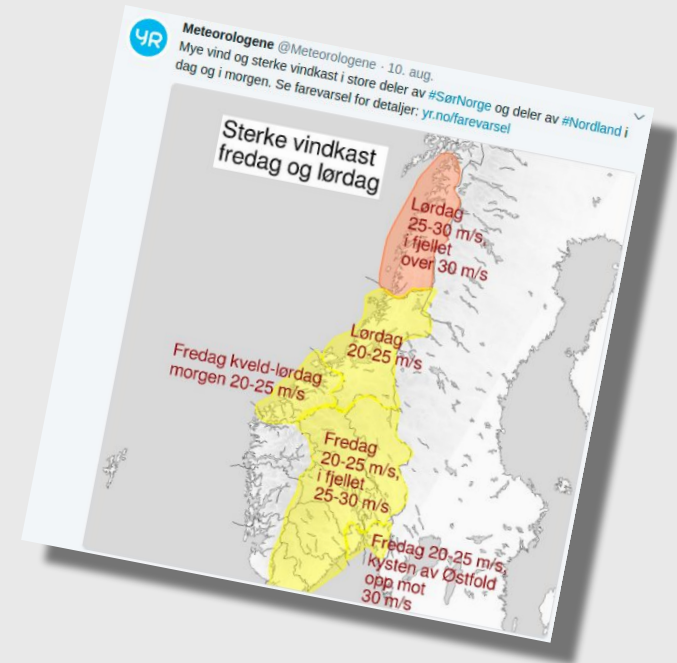 YR
Meteorologene @Meteorologene · 10. aug.
Mye vind og sterke vindkast i store deler av #SørNorge og deler av #Nordland i
dag og i morgen. Se farevarsel for detaljer: yr.no/farevarsel
Sterke vindkast
fredag og lørdag
Lørdag
25-30 m/s,
i fjellet
over 30 m/s
Lørdag
20-25 m/s
Fredag kveld-lørdag
morgen 20-25 m/s
Fredag
20-25 m/s,
i fjellet
25-30 m/s
Fredag 20-25 m/s,
kysten av Østfold
opp mot
30 m/s